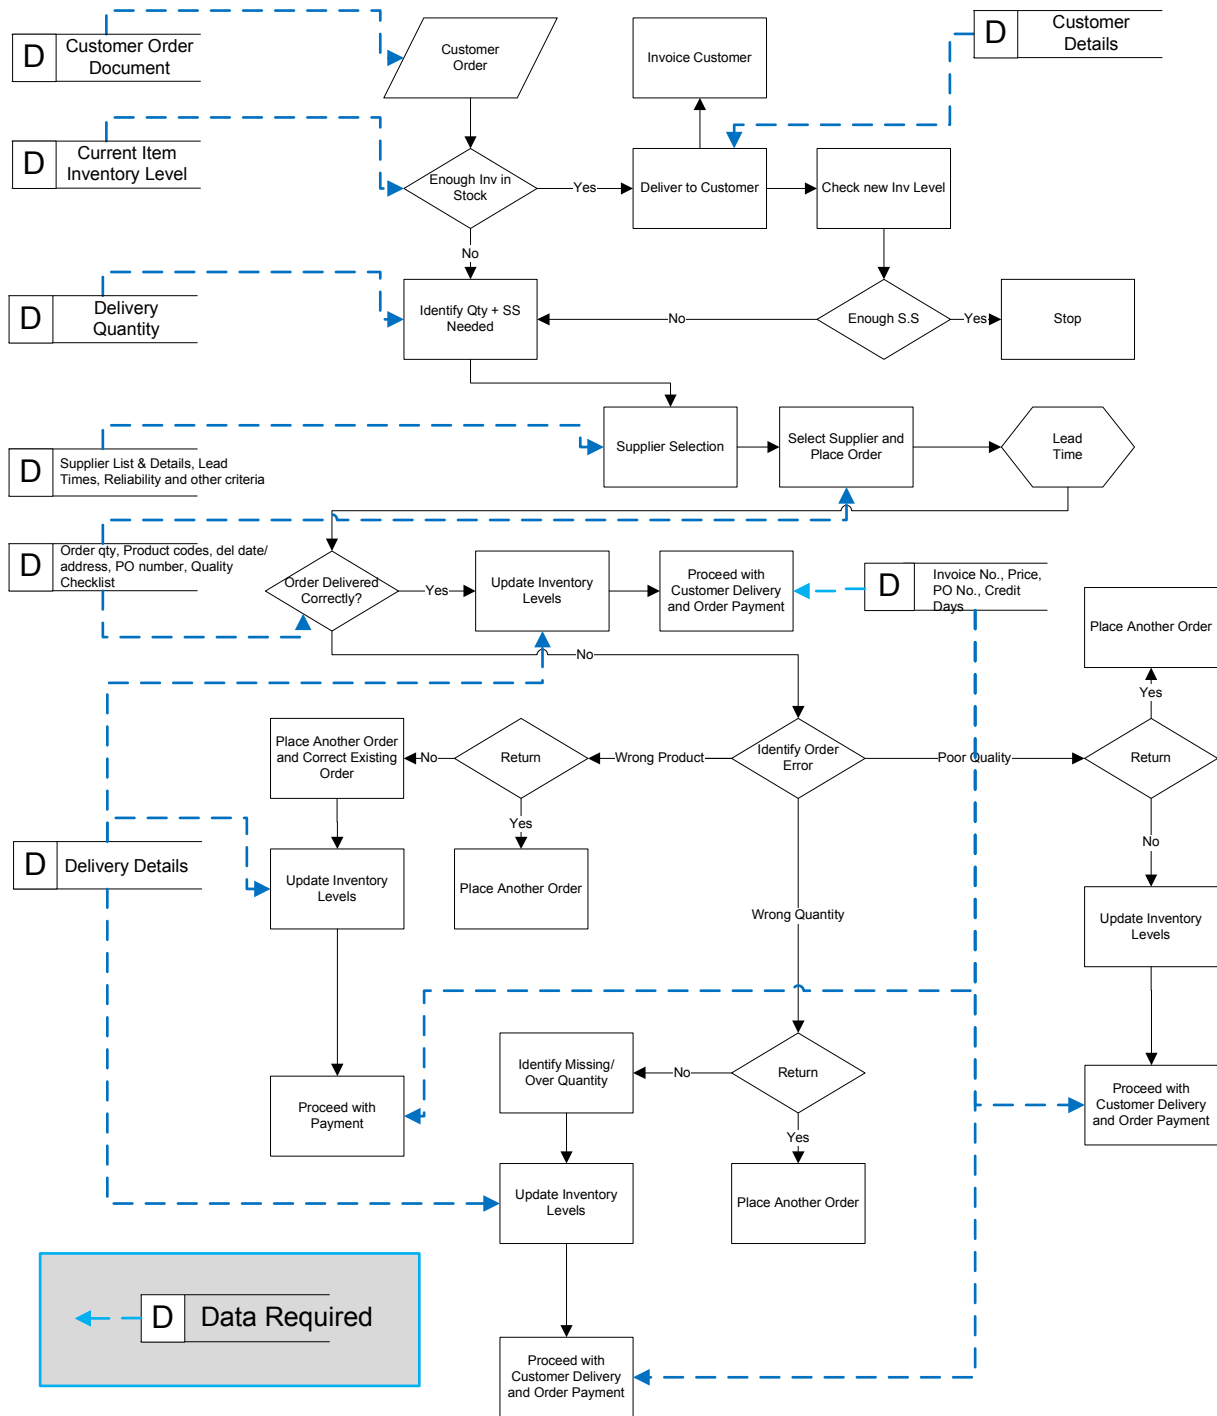 D
Customer Order
Document
Customer
Order
Invoice Customer
D
Customer
Details
D
Current Item
Inventory Level
Enough Inv in
Stock
Yes
Deliver to Customer
Check new Inv Level
No
D
Delivery
Quantity
Identify Qty + SS
Needed
No
Enough S.S
Yes
Stop
D
Supplier List & Details, Lead
Times, Reliability and other criteria
Supplier Selection
Select Supplier and
Place Order
Lead
Time
D
Order qty, Product codes, del date/
address, PO number, Quality
Checklist
Order Delivered
Correctly?
Yes
Update Inventory
Levels
Proceed with
Customer Delivery
and Order Payment
D
Invoice No., Price,
PO No., Credit
Days
Place Another Order
No
Yes
Place Another Order
and Correct Existing
Order
No
Return
Wrong Product
Identify Order
Error
Poor Quality
Return
Yes
No
D
Delivery Details
Update Inventory
Levels
Place Another Order
Wrong Quantity
Update Inventory
Levels
Identify Missing/
Over Quantity
No
Return
Proceed with
Payment
Proceed with
Customer Delivery
and Order Payment
Yes
Update Inventory
Levels
Place Another Order
D
Data Required
Proceed with
Customer Delivery
and Order Payment